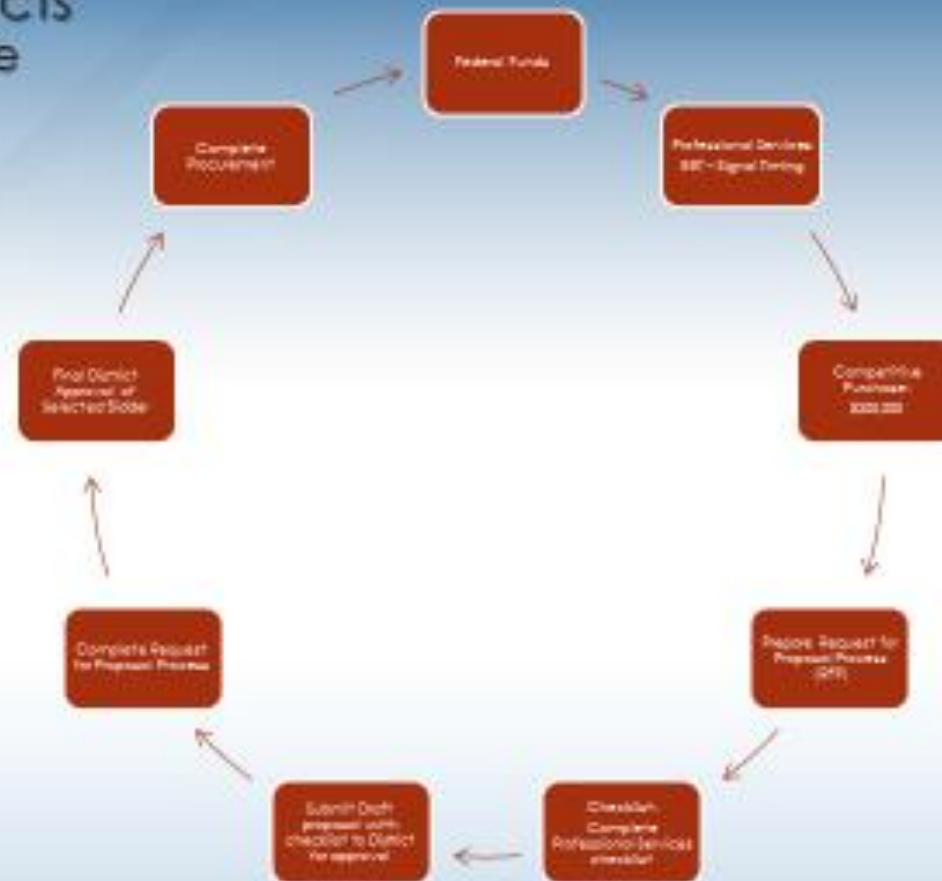 cts
e
Federal Funds
Professional Services:
Signal Timing
Competitive
Purchase:
Prepare Request for
Proposal Process
(RFP)
Checklist:
Complete
Professional Services
checklist
Submit Draft
proposal with
checklist to District
for approval
Complete Request
for Proposal Process
Final District
Approval of
Selected Bidder
Complete
Procurement